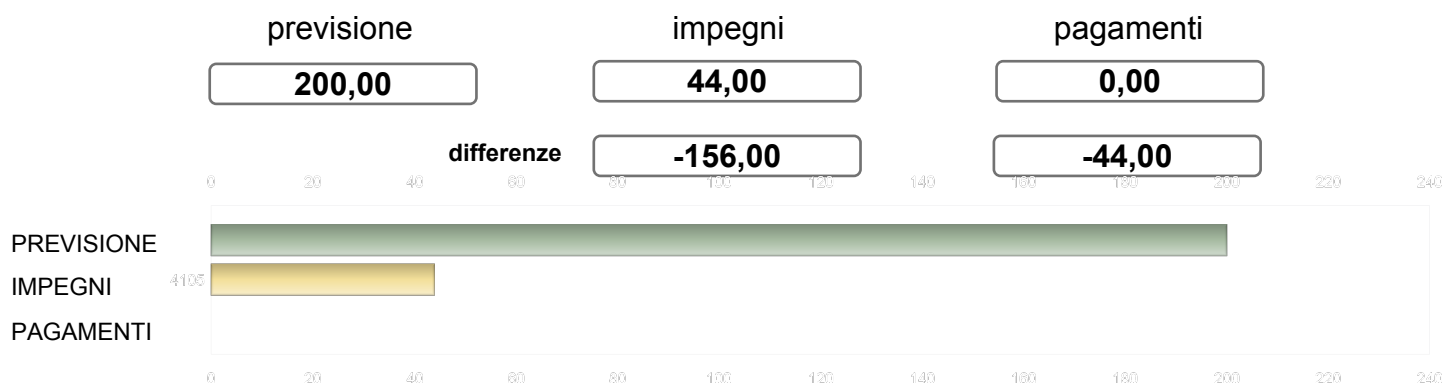 previsione impegni pagamenti
200,00 44,00 0,00
differenze -156,00 -44,00
0 20 40 60 80 100 120 140 160 180 200 220 240
PREVISIONE
4105
IMPEGNI
PAGAMENTI
0 20 40 60 80 100 120 140 160 180 200 220 240